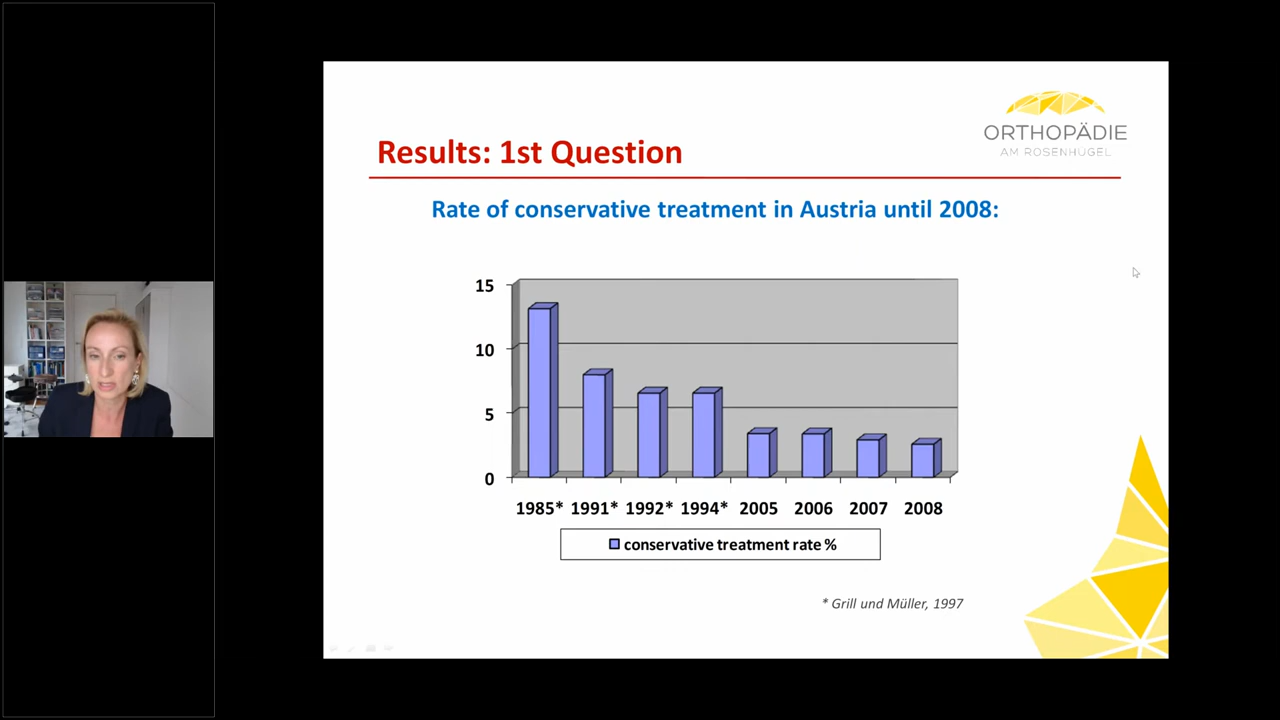 ORTHOPÄDIE
AM ROSENHÜGEL
Results: 1st Question
Rate of conservative treatment in Austria until 2008:
15
10
5
0
1985* 1991* 1992* 1994* 2005 2006 2007 2008
conservative treatment rate %
* Grill und Müller, 1997